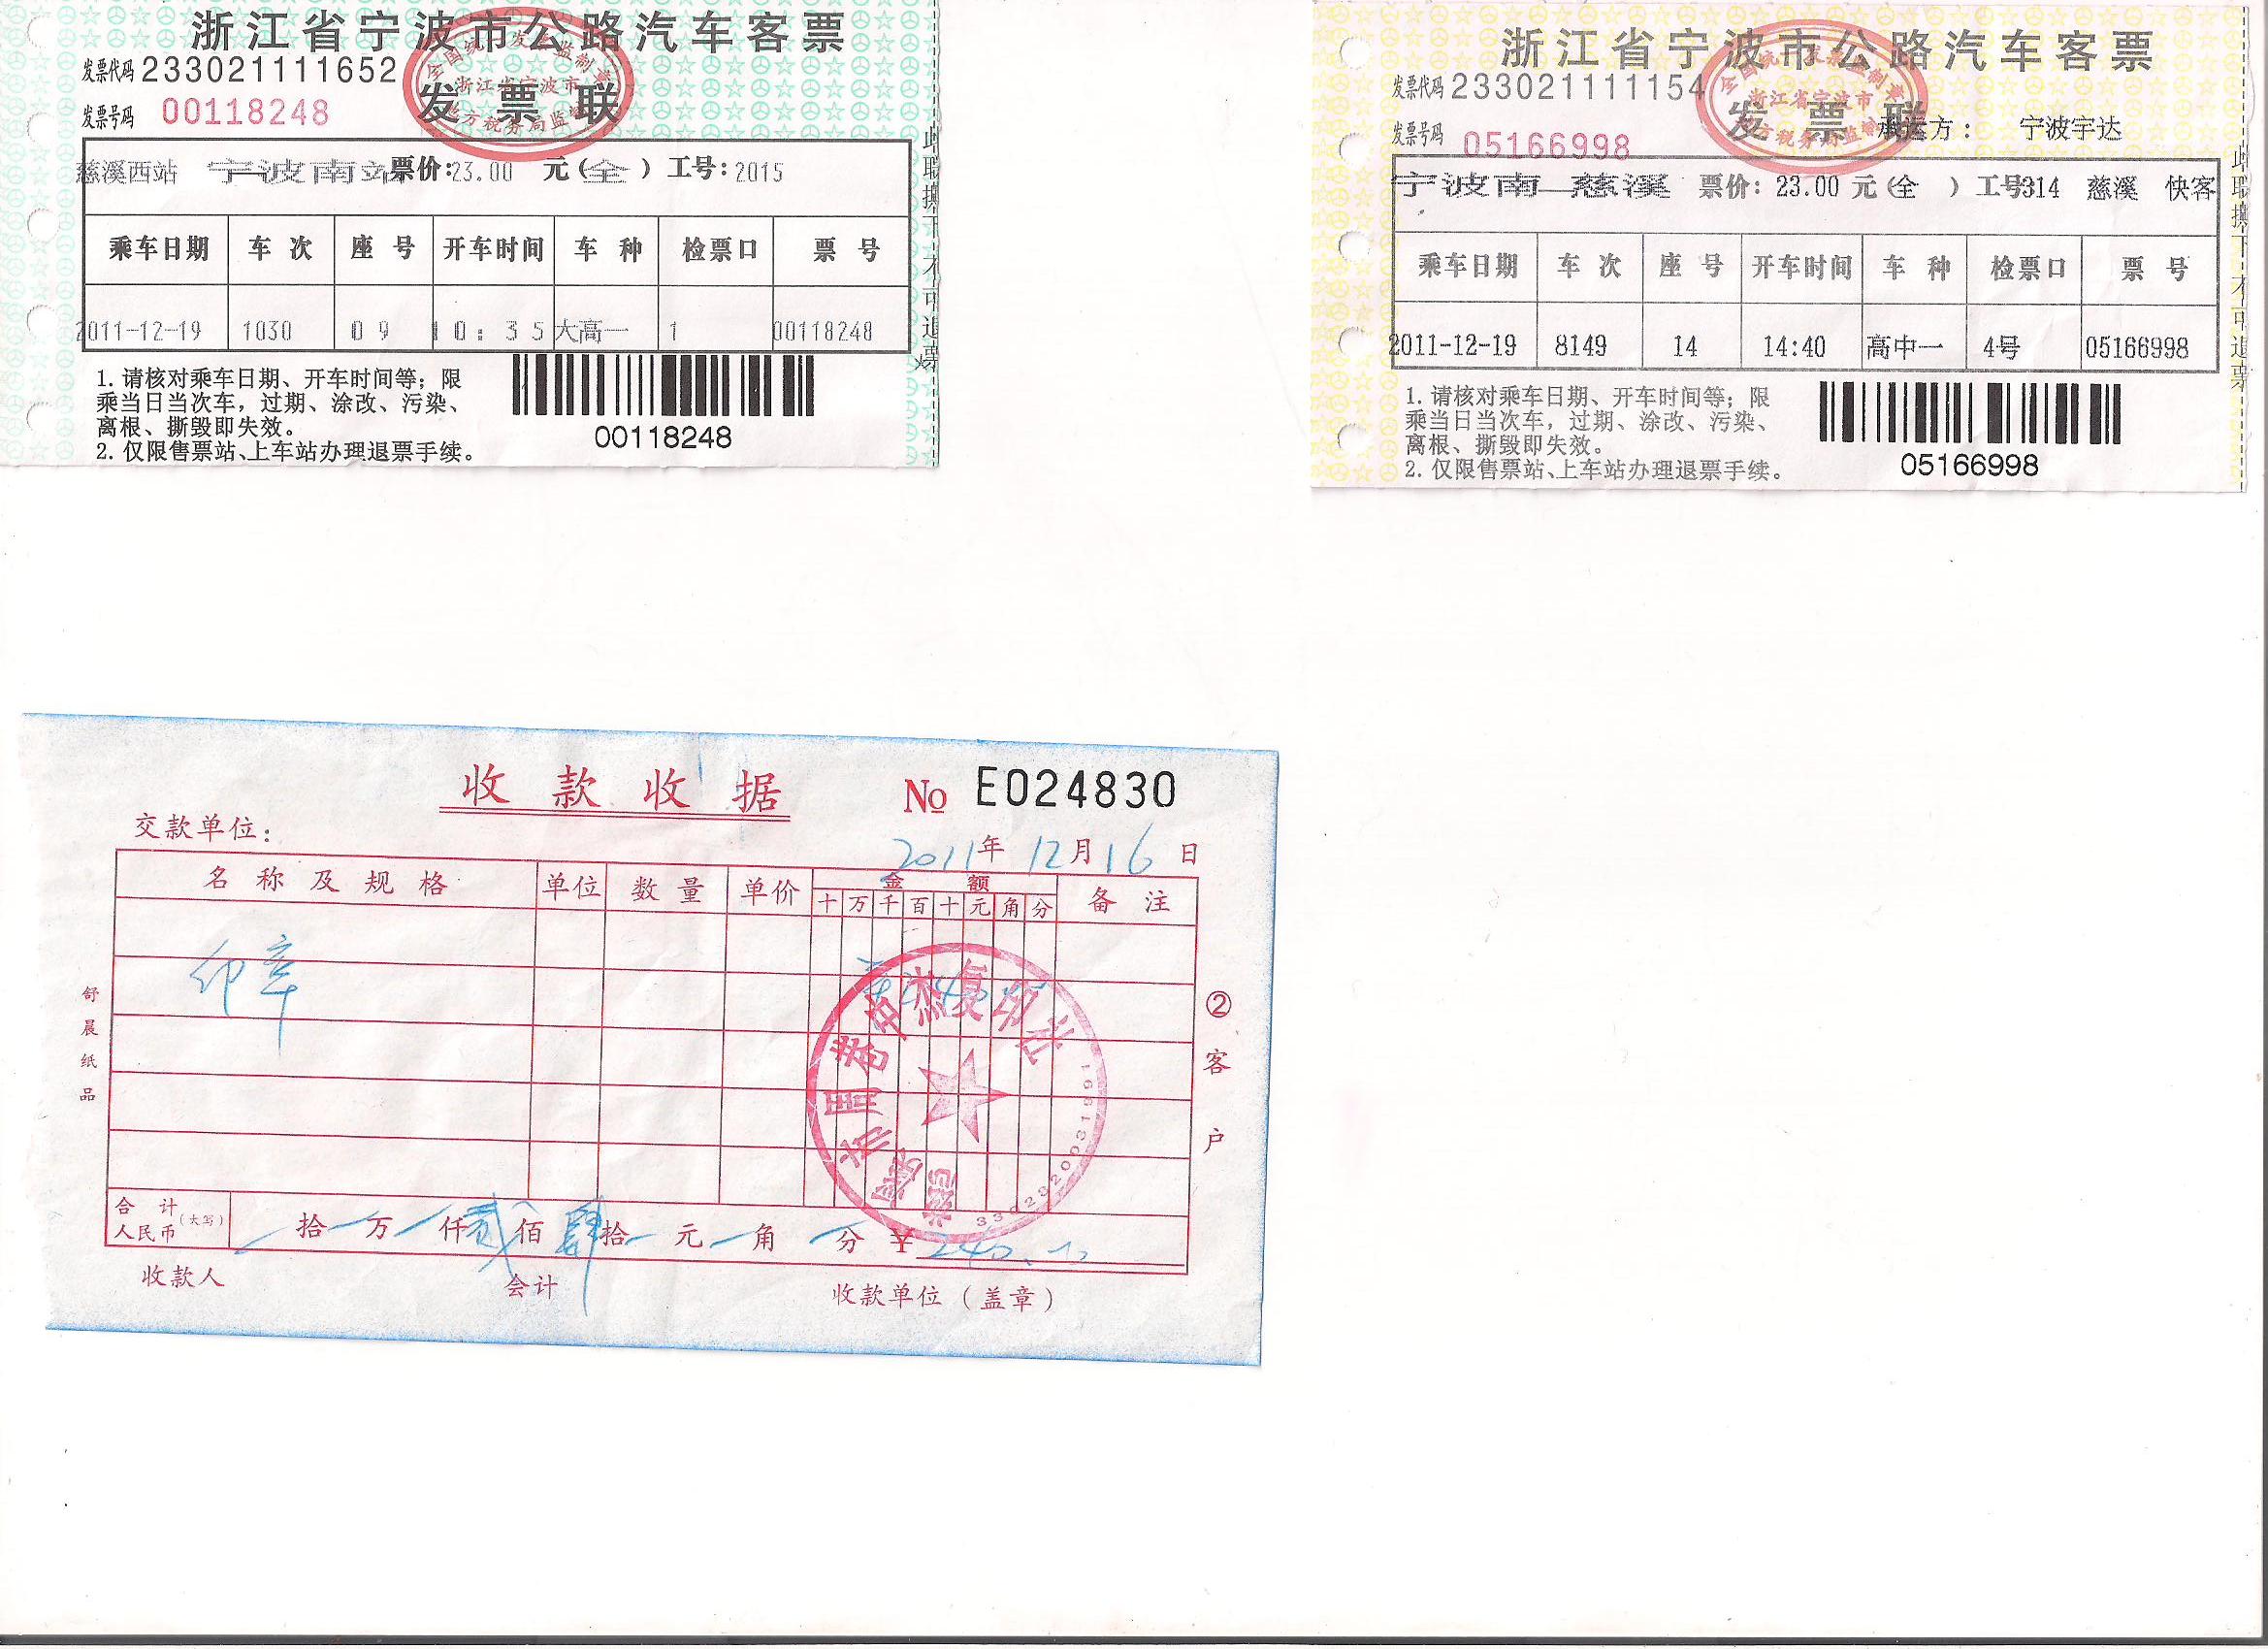 浙江省宁波市公路汽车客票
发票代码 233021111652
全国统一发票监制章
浙江省宁波市
地方税务局监制
发票联
发票号码 00118248
慈溪西站 宁波南站 票价:23.00 元(全 ) 工号:2015
乘车日期 车次 座号 开车时间 车种 检票口 票号
2011-12-19 1030 09 10:35 大高一 1 00118248
1. 请核对乘车日期、开车时间等;限
乘当日当次车,过期、涂改、污染、
离根、撕毁即失效。
2. 仅限售票站、上车站办理退票手续。
00118248
此联撕下不可退票
浙江省宁波市公路汽车客票
发票代码 233021111154
全国统一发票监制章
浙江省宁波市
地方税务局监制
发票联 承运方: 宁波宇达
发票号码 05166998
宁波南—慈溪 票价: 23.00 元(全 ) 工号314 慈溪 快客
乘车日期 车次 座号 开车时间 车种 检票口 票号
2011-12-19 8149 14 14:40 高中一 4号 05166998
1. 请核对乘车日期、开车时间等;限
乘当日当次车,过期、涂改、污染、
离根、撕毁即失效。
2. 仅限售票站、上车站办理退票手续。
05166998
此联撕下不可退票
收款收据 No E024830
交款单位:
2011年 12月 16日
名称及规格 单位 数量 单价 金额 备注
十万千百十元角分
印章
合计
人民币(大写) 拾 万 仟 贰佰 肆拾 元 角 分 ¥ 240.00
收款人 会计 收款单位(盖章)
舒晨纸品
②客户
3302820031991